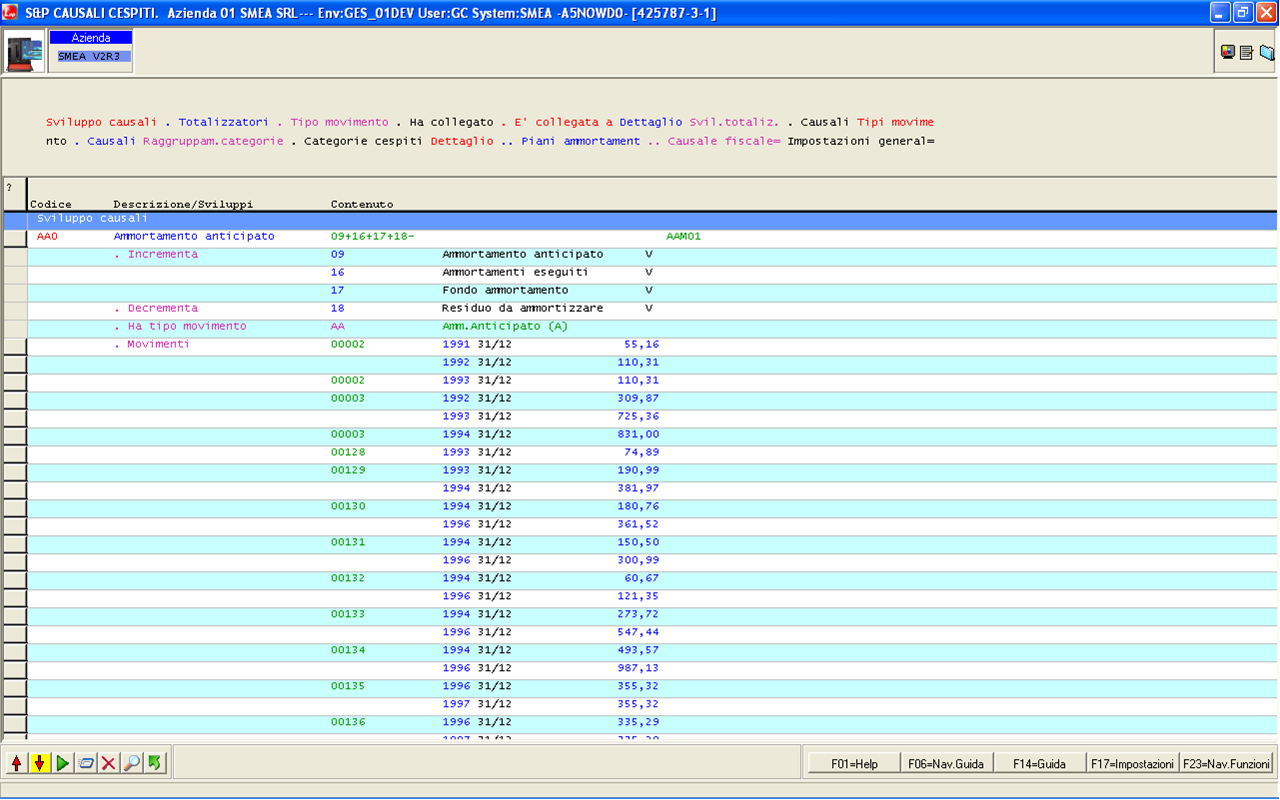 S&P CAUSALI CESPITI. Azienda 01 SMEA SRL--- Env:GES_01DEV User:GC System:SMEA -A5NOWDO- [425787-3-1]
Azienda
SMEA V2R3
Sviluppo causali . Totalizzatori . Tipo movimento . Ha collegato . E' collegata a Dettaglio Svil.totaliz. . Causali Tipi movime
nto . Causali Raggruppam.categorie . Categorie cespiti Dettaglio .. Piani ammortament .. Causale fiscale= Impostazioni general=
?
Codice Descrizione/Sviluppi Contenuto
Sviluppo causali
AA0 Ammortamento anticipato 09+16+17+18- AAM01
. Incrementa 09 Ammortamento anticipato V
16 Ammortamenti eseguiti V
17 Fondo ammortamento V
. Decrementa 18 Residuo da ammortizzare V
. Ha tipo movimento AA Amm.Anticipato (A)
. Movimenti 00002 1991 31/12 55,16
1992 31/12 110,31
00002 1993 31/12 110,31
00003 1992 31/12 309,87
1993 31/12 725,36
00003 1994 31/12 831,00
00128 1993 31/12 74,89
00129 1993 31/12 190,99
1994 31/12 381,97
00130 1994 31/12 180,76
1996 31/12 361,52
00131 1994 31/12 150,50
1996 31/12 300,99
00132 1994 31/12 60,67
1996 31/12 121,35
00133 1994 31/12 273,72
1996 31/12 547,44
00134 1994 31/12 493,57
1996 31/12 987,13
00135 1996 31/12 355,32
1997 31/12 355,32
00136 1996 31/12 335,29
F01=Help F06=Nav.Guida F14=Guida F17=Impostazioni F23=Nav.Funzioni